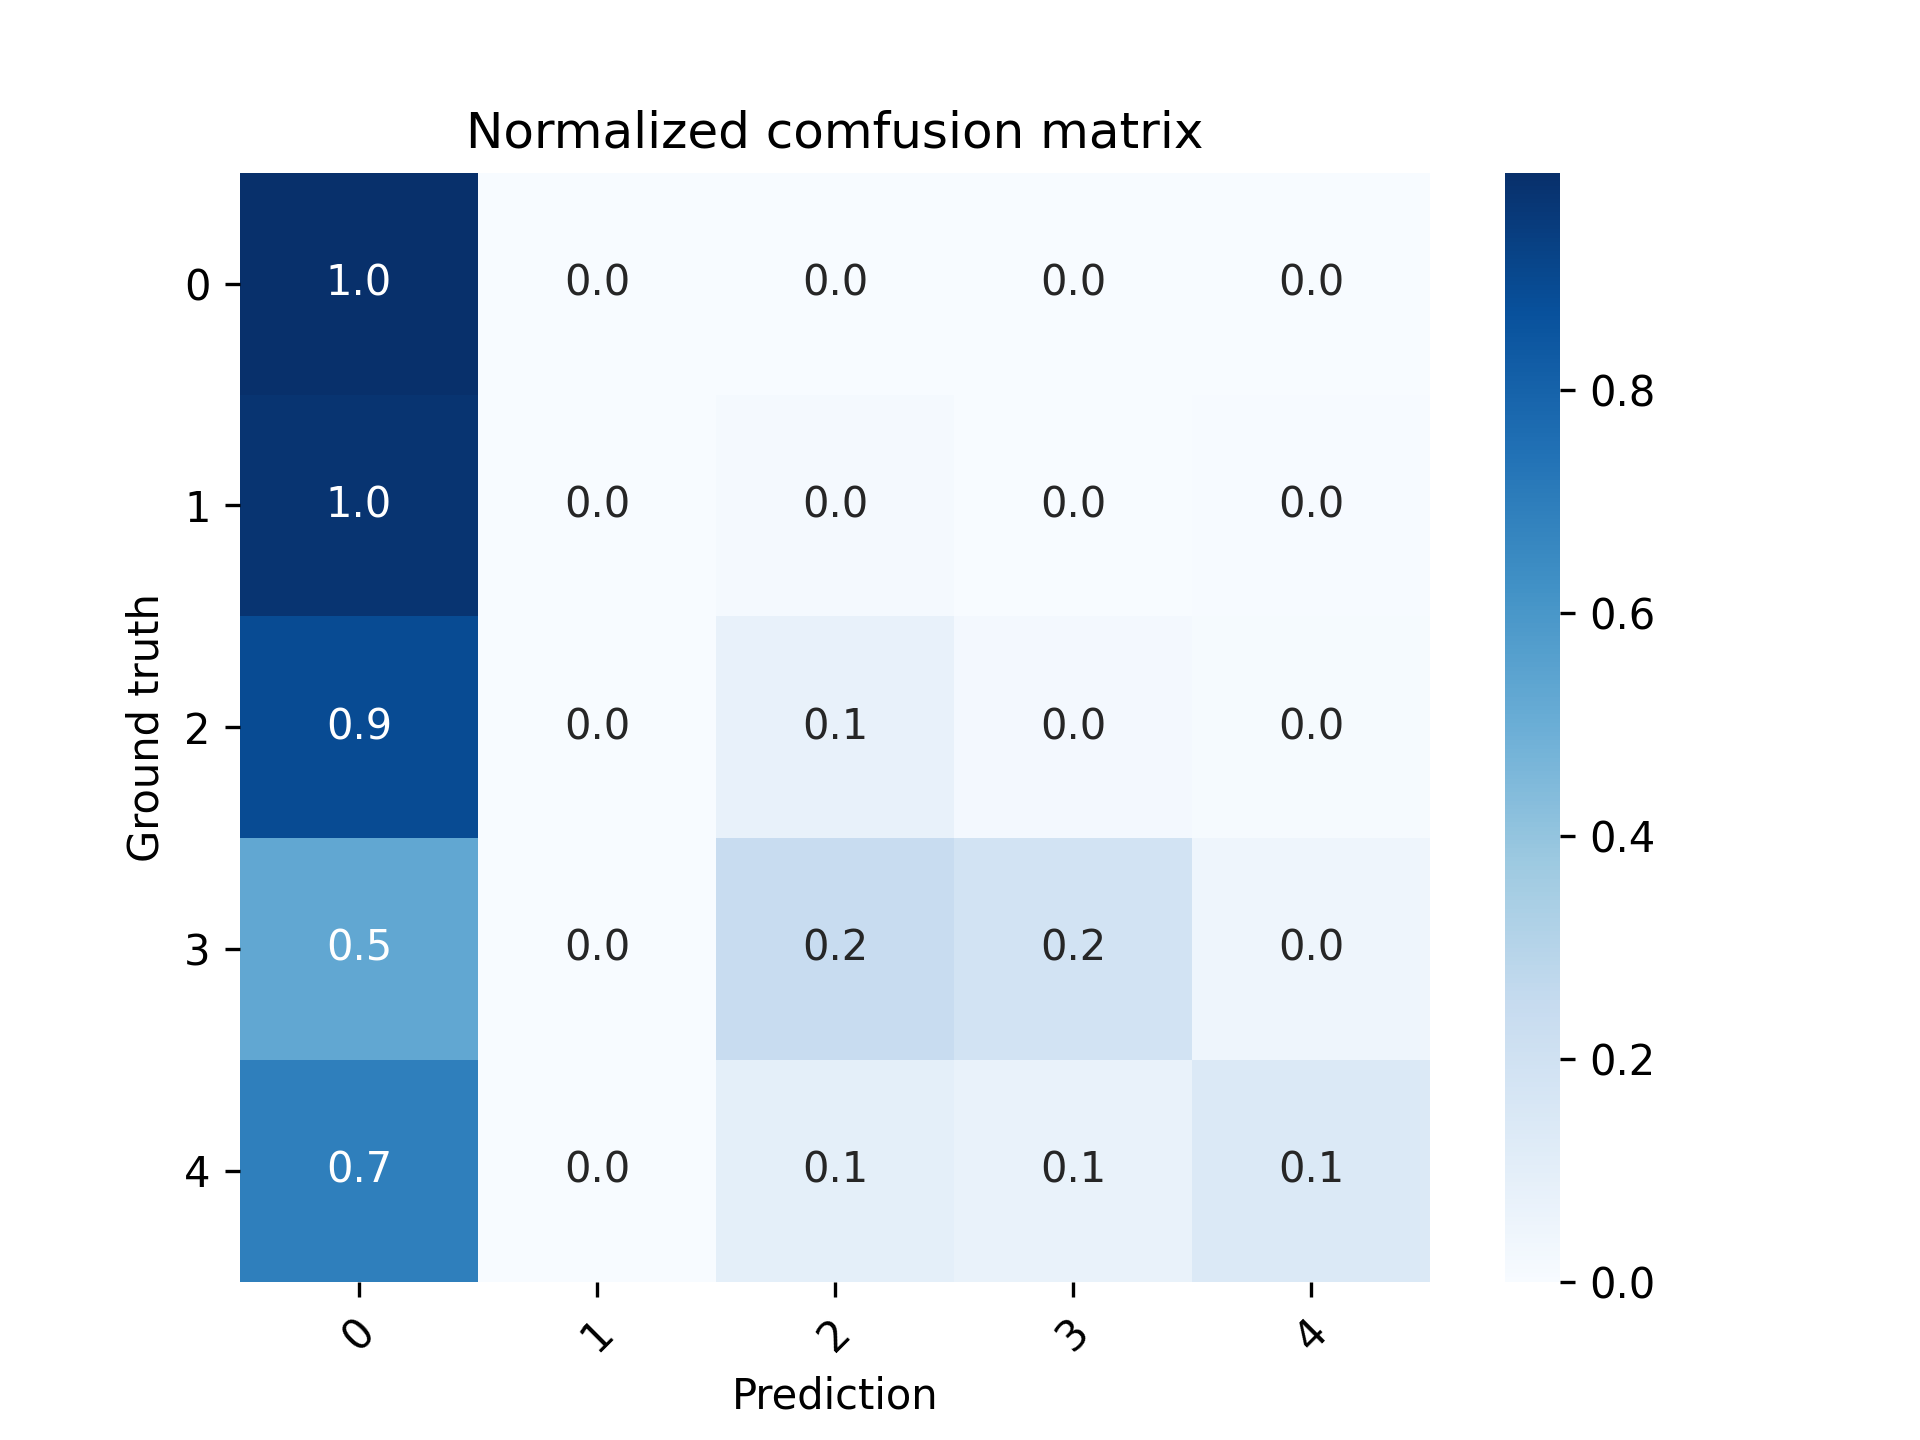 Normalized comfusion matrix
0 1.0 0.0 0.0 0.0 0.0
1 1.0 0.0 0.0 0.0 0.0
2 0.9 0.0 0.1 0.0 0.0
3 0.5 0.0 0.2 0.2 0.0
4 0.7 0.0 0.1 0.1 0.1
0 1 2 3 4
Prediction
Ground truth
0.8
0.6
0.4
0.2
0.0